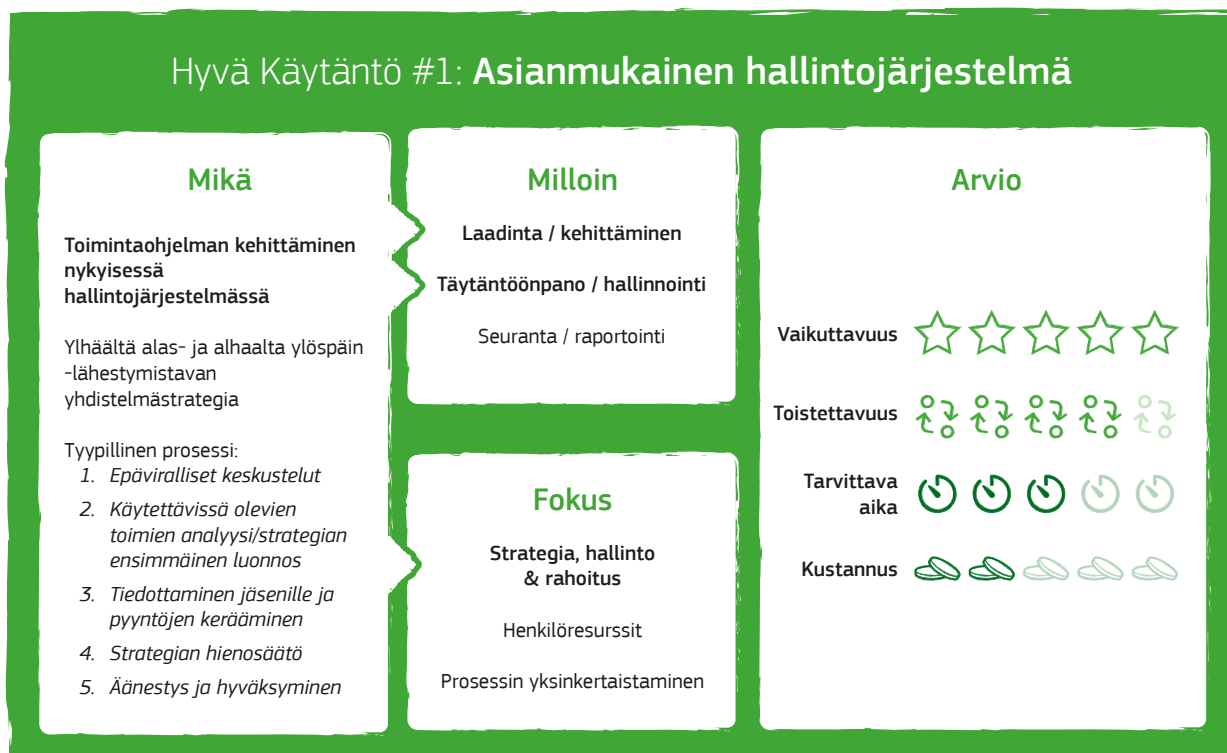 Hyvä Käytäntö #1: Asianmukainen hallintojärjestelmä
Mikä
Toimintaohjelman kehittäminen
nykyisessä
hallintojärjestelmässä
Ylhäältä alas- ja alhaalta ylöspäin
-lähestymistavan
yhdistelmästrategia
Tyypillinen prosessi:
1. Epäviralliset keskustelut
2. Käytettävissä olevien
toimien analyysi/strategian
ensimmäinen luonnos
3. Tiedottaminen jäsenille ja
pyyntöjen kerääminen
4. Strategian hienosäätö
5. Äänestys ja hyväksyminen
Milloin
Laadinta / kehittäminen
Täytäntöönpano / hallinnointi
Seuranta / raportointi
Fokus
Strategia, hallinto
& rahoitus
Henkilöresurssit
Prosessin yksinkertaistaminen
Arvio
Vaikuttavuus
Toistettavuus
Tarvittava
aika
Kustannus